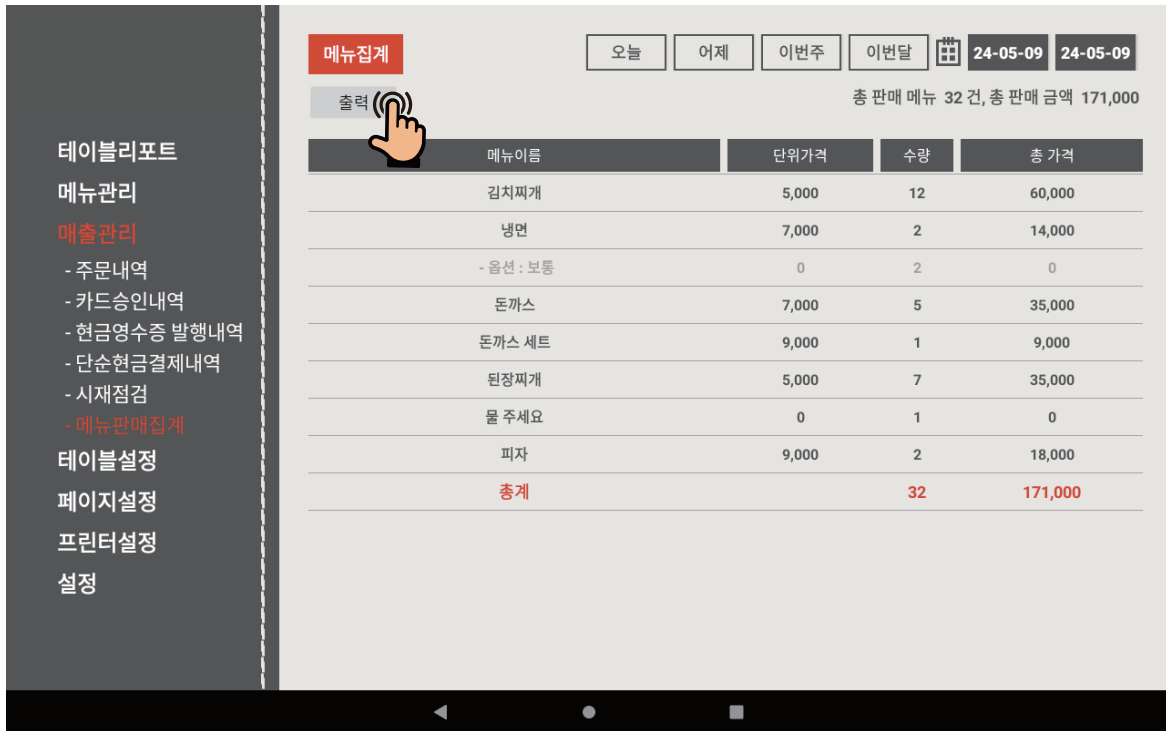 테이블리포트
메뉴관리
매출관리
- 주문내역
- 카드승인내역
- 현금영수증 발행내역
- 단순현금결제내역
- 시재점검
- 메뉴판매집계
테이블설정
페이지설정
프린터설정
설정
메뉴집계 오늘 어제 이번주 이번달 24-05-09 24-05-09
출력 총 판매 메뉴 32 건, 총 판매 금액 171,000
메뉴이름 단위가격 수량 총 가격
김치찌개 5,000 12 60,000
냉면 7,000 2 14,000
- 옵션 : 보통 0 2 0
돈까스 7,000 5 35,000
돈까스 세트 9,000 1 9,000
된장찌개 5,000 7 35,000
물 주세요 0 1 0
피자 9,000 2 18,000
총계 32 171,000